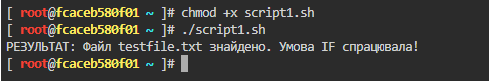 [ root@fcaceb580f01 ~ ]# chmod +x script1.sh
[ root@fcaceb580f01 ~ ]# ./script1.sh
РЕЗУЛЬТАТ: Файл testfile.txt знайдено. Умова IF спрацювала!
[ root@fcaceb580f01 ~ ]#